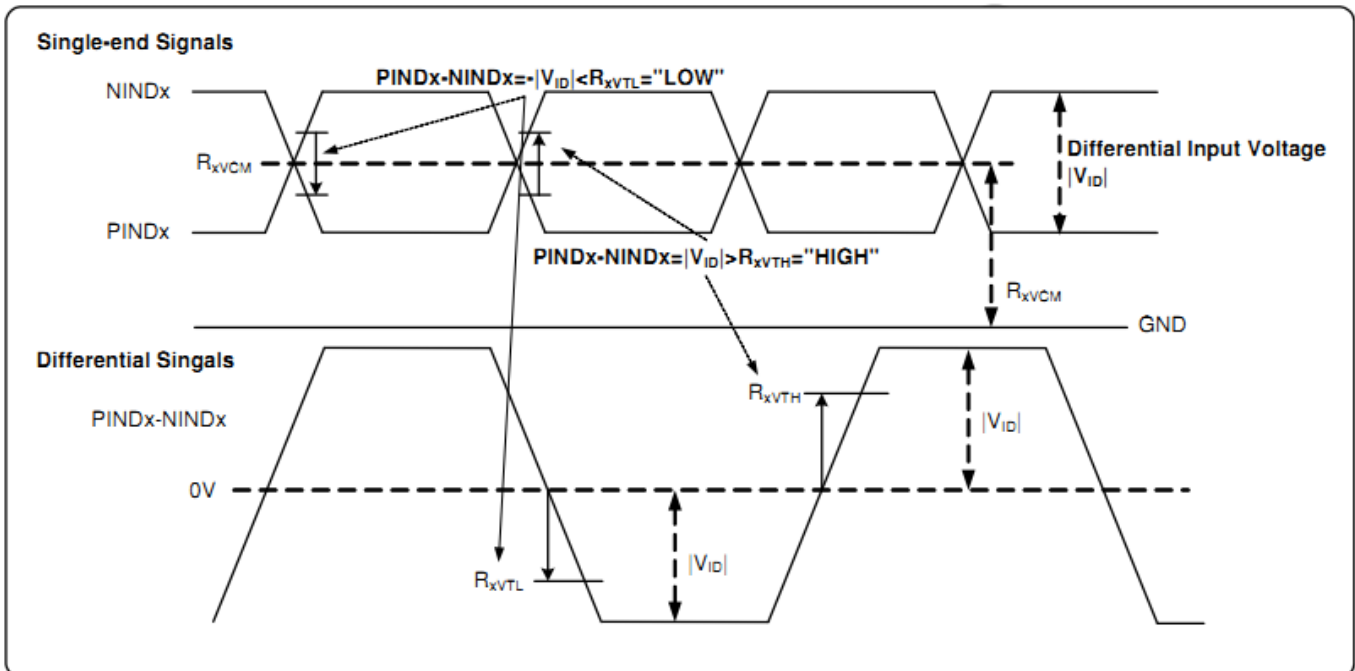 Single-end Signals
NINDx
PINDx-NINDx=-|VID|<RxVTL="LOW"
RxVCM
Differential Input Voltage
|VID|
PINDx
PINDx-NINDx=|VID|>RxVTH="HIGH"
RxVCM
GND
Differential Singals
RxVTH
PINDx-NINDx
|VID|
0V
|VID|
RxVTL